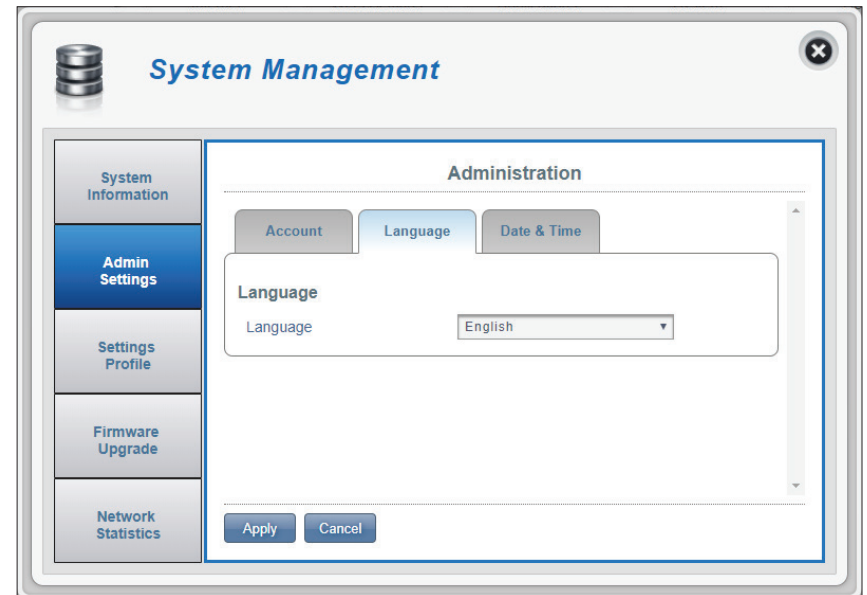 System Management
System
Information
Admin
Settings
Settings
Profile
Firmware
Upgrade
Network
Statistics
Administration
Account
Language
Date & Time
Language
Language
English
Apply
Cancel